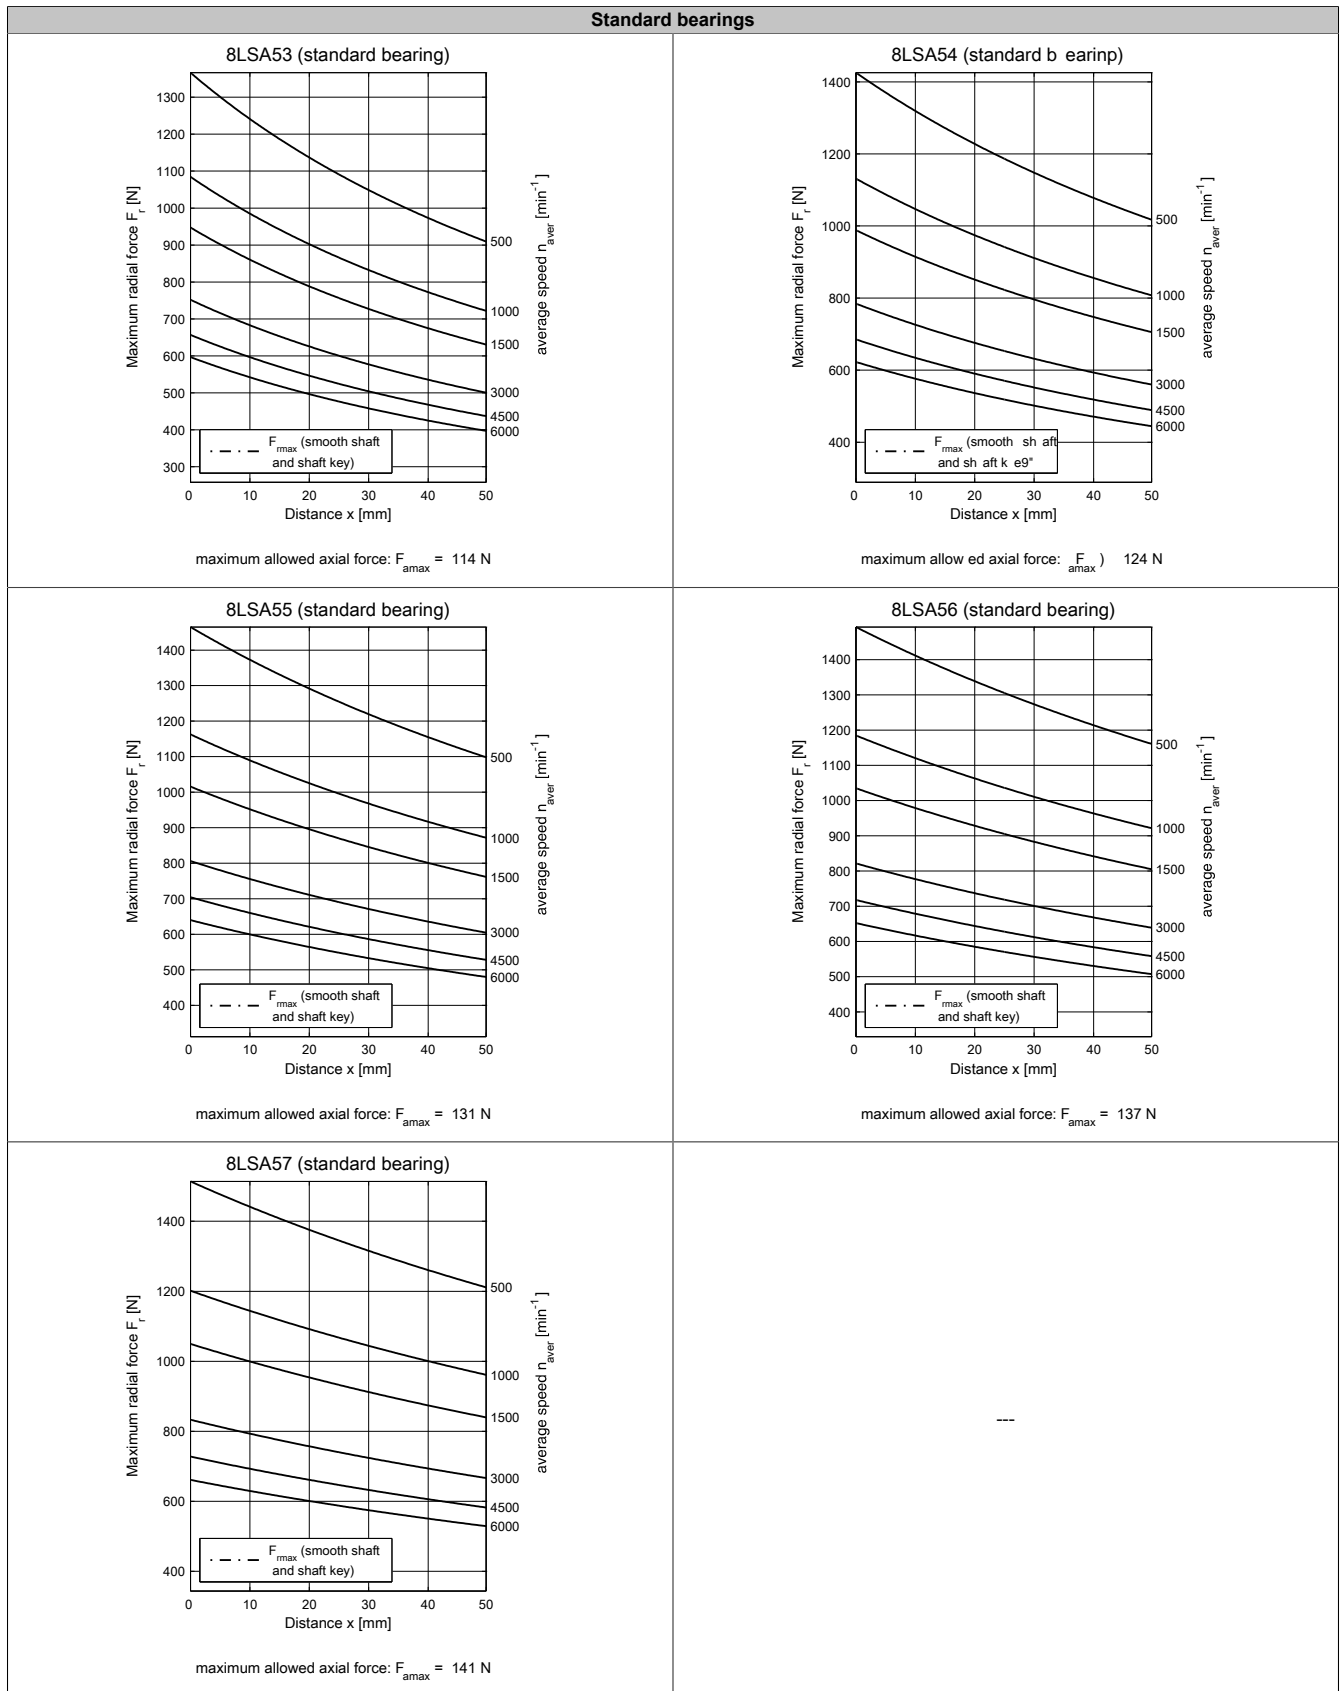 Standard bearings
8LSA53 (standard bearing)
Maximum radial force F_r [N]
1300
1200
1100
1000
900
800
700
600
500
400
300
500
1000
1500
3000
4500
6000
average speed n_aver [min^-1]
F_rmax (smooth shaft
and shaft key)
0 10 20 30 40 50
Distance x [mm]
maximum allowed axial force: F_amax = 114 N
8LSA54 (standard b earinp)
Maximum radial force F_r [N]
1400
1200
1000
800
600
400
500
1000
1500
3000
4500
6000
average speed n_aver [min^-1]
F_rmax (smooth sh aft
and sh aft k e9"
0 10 20 30 40 50
Distance x [mm]
maximum allow ed axial force: F_amax ) 124 N
8LSA55 (standard bearing)
Maximum radial force F_r [N]
1400
1300
1200
1100
1000
900
800
700
600
500
400
500
1000
1500
3000
4500
6000
average speed n_aver [min^-1]
F_rmax (smooth shaft
and shaft key)
0 10 20 30 40 50
Distance x [mm]
maximum allowed axial force: F_amax = 131 N
8LSA56 (standard bearing)
Maximum radial force F_r [N]
1400
1300
1200
1100
1000
900
800
700
600
500
400
500
1000
1500
3000
4500
6000
average speed n_aver [min^-1]
F_rmax (smooth shaft
and shaft key)
0 10 20 30 40 50
Distance x [mm]
maximum allowed axial force: F_amax = 137 N
8LSA57 (standard bearing)
Maximum radial force F_r [N]
1400
1200
1000
800
600
400
500
1000
1500
3000
4500
6000
average speed n_aver [min^-1]
F_rmax (smooth shaft
and shaft key)
0 10 20 30 40 50
Distance x [mm]
maximum allowed axial force: F_amax = 141 N
---